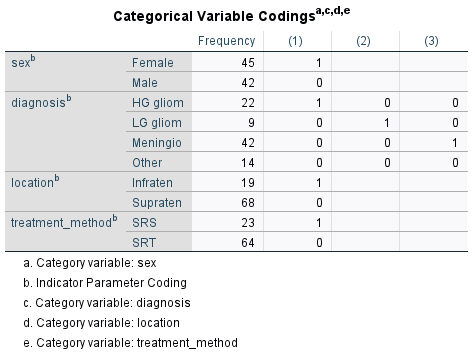 Categorical Variable Codings a,c,d,e
Frequency (1) (2) (3)
sex b Female 45 1
Male 42 0
diagnosis b HG gliom 22 1 0 0
LG gliom 9 0 1 0
Meningio 42 0 0 1
Other 14 0 0 0
location b Infraten 19 1
Supraten 68 0
treatment_method b SRS 23 1
SRT 64 0
a. Category variable: sex
b. Indicator Parameter Coding
c. Category variable: diagnosis
d. Category variable: location
e. Category variable: treatment_method